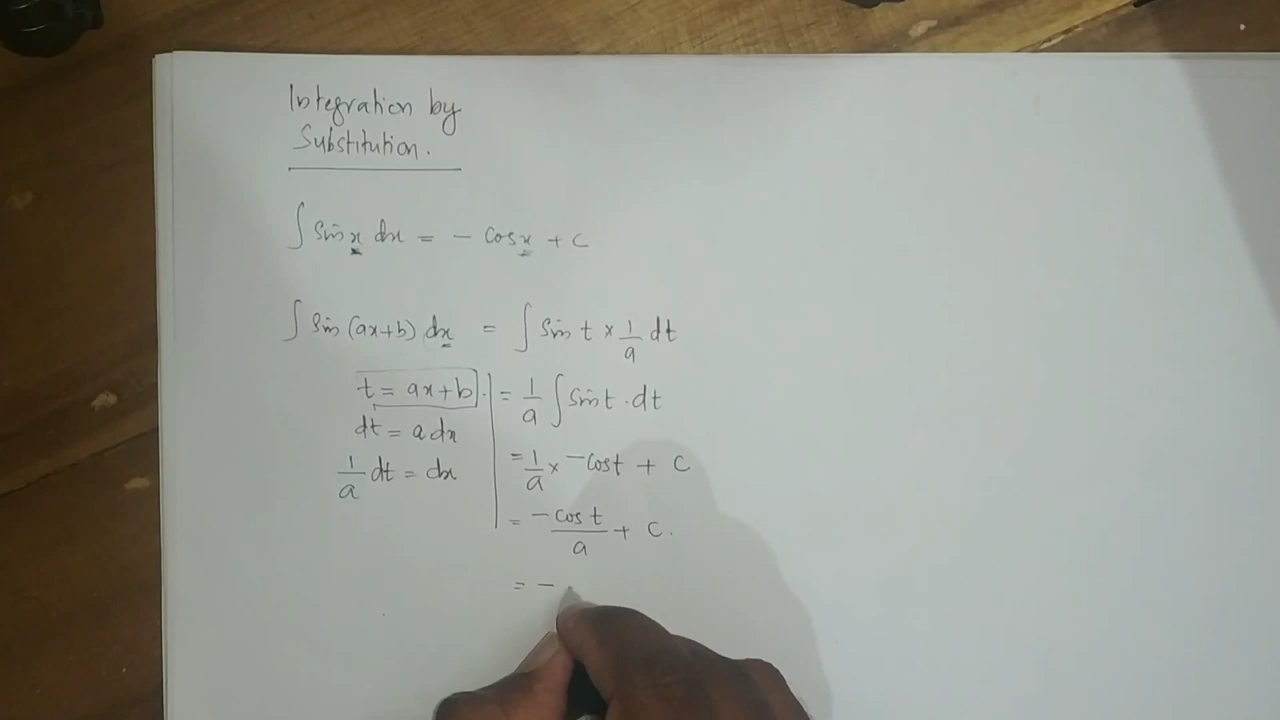 Integration by
Substitution.
∫ Sin x dx = - cos x + c
∫ Sin (ax+b) dx = ∫ Sin t × 1/a dt
t = ax+b . = 1/a ∫ Sin t . dt
dt = a dx
1/a dt = dx
= 1/a × - cos t + c
= - cos t / a + c.
= -